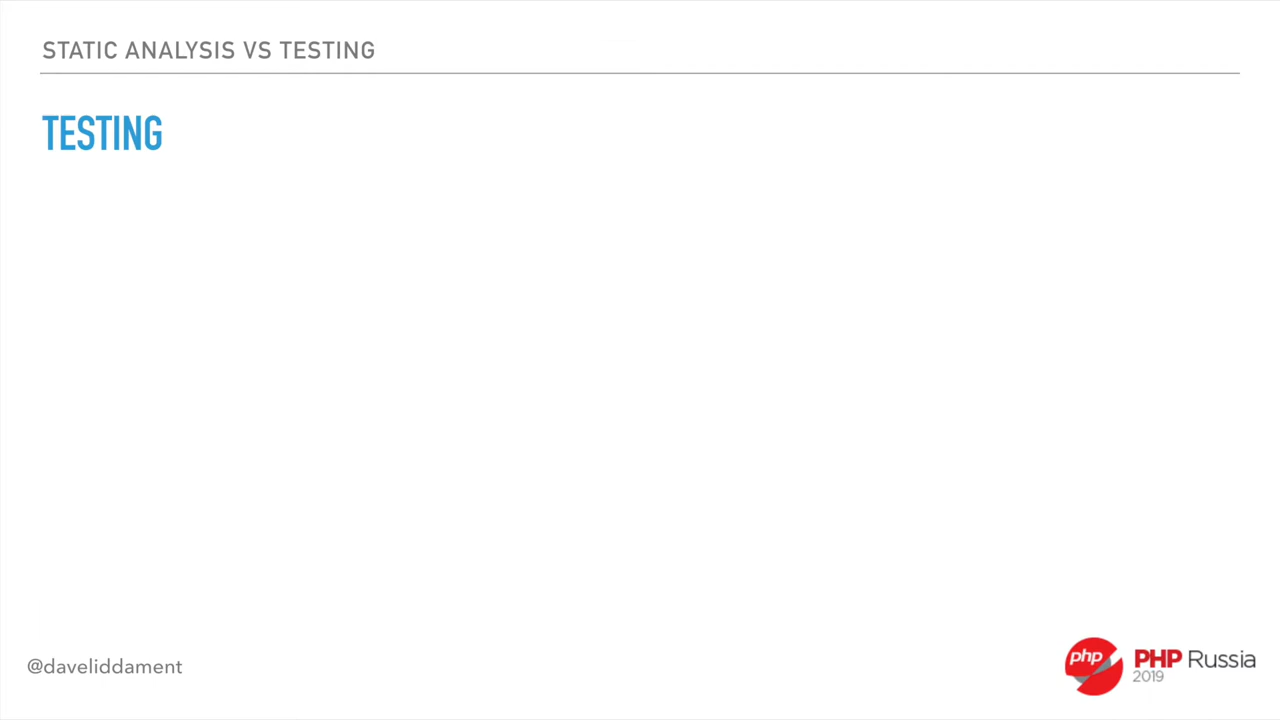 STATIC ANALYSIS VS TESTING
TESTING
@daveliddament
php
PHP Russia
2019